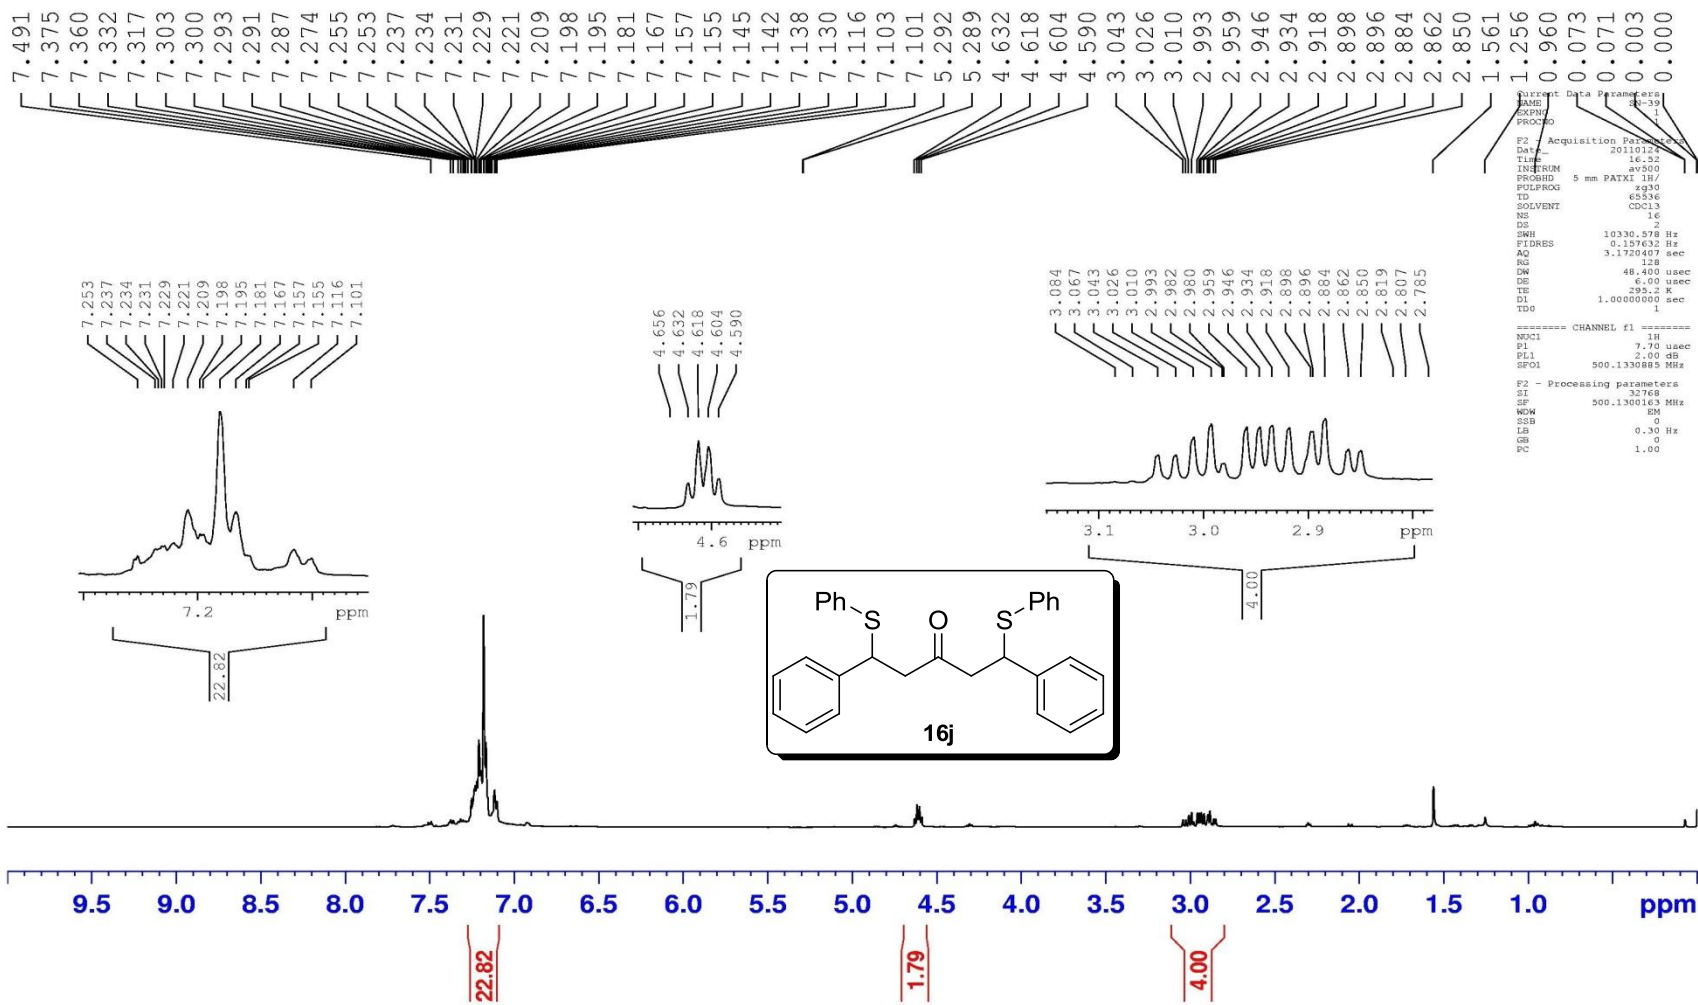 7.491 7.375 7.360 7.332 7.317 7.303 7.300 7.293 7.291 7.287 7.274 7.255 7.253 7.237 7.234 7.231 7.229 7.221 7.209 7.198 7.195 7.181 7.167 7.157 7.155 7.145 7.142 7.138 7.130 7.116 7.103 7.101 5.292 5.289 4.632 4.618 4.604 4.590 3.043 3.026 3.010 2.993 2.959 2.946 2.934 2.918 2.898 2.896 2.884 2.862 2.850 1.561 1.256 0.960 0.073 0.071 0.003 0.000
Current Data Parameters
NAME SN-39
EXPNO 1
PROCNO 1
F2 - Acquisition Parameters
Date_ 20110124
Time 16.52
INSTRUM av500
PROBHD 5 mm PATXI 1H/
PULPROG zg30
TD 65536
SOLVENT CDCl3
NS 16
DS 2
SWH 10330.578 Hz
FIDRES 0.157632 Hz
AQ 3.1720407 sec
RG 128
DW 48.400 usec
DE 6.00 usec
TE 295.2 K
D1 1.00000000 sec
TD0 1
======== CHANNEL f1 ========
NUC1 1H
P1 7.70 usec
PL1 2.00 dB
SFO1 500.1330885 MHz
F2 - Processing parameters
SI 32768
SF 500.1300163 MHz
WDW EM
SSB 0
LB 0.30 Hz
GB 0
PC 1.00
7.253 7.237 7.234 7.231 7.229 7.221 7.209 7.198 7.195 7.181 7.167 7.157 7.155 7.116 7.101
7.2 ppm
22.82
4.656 4.632 4.618 4.604 4.590
4.6 ppm
1.79
3.084 3.067 3.043 3.026 3.010 2.993 2.982 2.980 2.959 2.946 2.934 2.918 2.898 2.896 2.884 2.862 2.850 2.819 2.807 2.785
3.1 3.0 2.9 ppm
4.00
Ph S O S Ph
16j
9.5 9.0 8.5 8.0 7.5 7.0 6.5 6.0 5.5 5.0 4.5 4.0 3.5 3.0 2.5 2.0 1.5 1.0 ppm
22.82 1.79 4.00